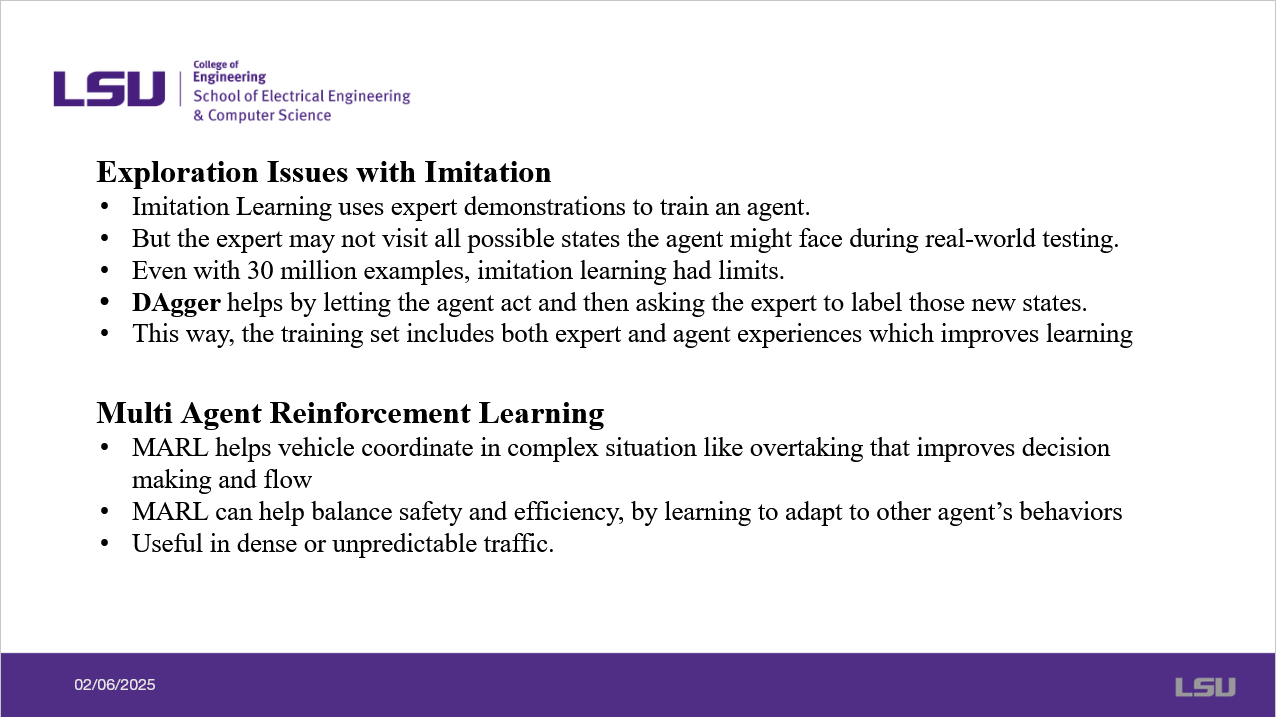 LSU
College of
Engineering
School of Electrical Engineering
& Computer Science
Exploration Issues with Imitation
• Imitation Learning uses expert demonstrations to train an agent.
• But the expert may not visit all possible states the agent might face during real-world testing.
• Even with 30 million examples, imitation learning had limits.
• DAgger helps by letting the agent act and then asking the expert to label those new states.
• This way, the training set includes both expert and agent experiences which improves learning
Multi Agent Reinforcement Learning
• MARL helps vehicle coordinate in complex situation like overtaking that improves decision
making and flow
• MARL can help balance safety and efficiency, by learning to adapt to other agent’s behaviors
• Useful in dense or unpredictable traffic.
02/06/2025
LSU